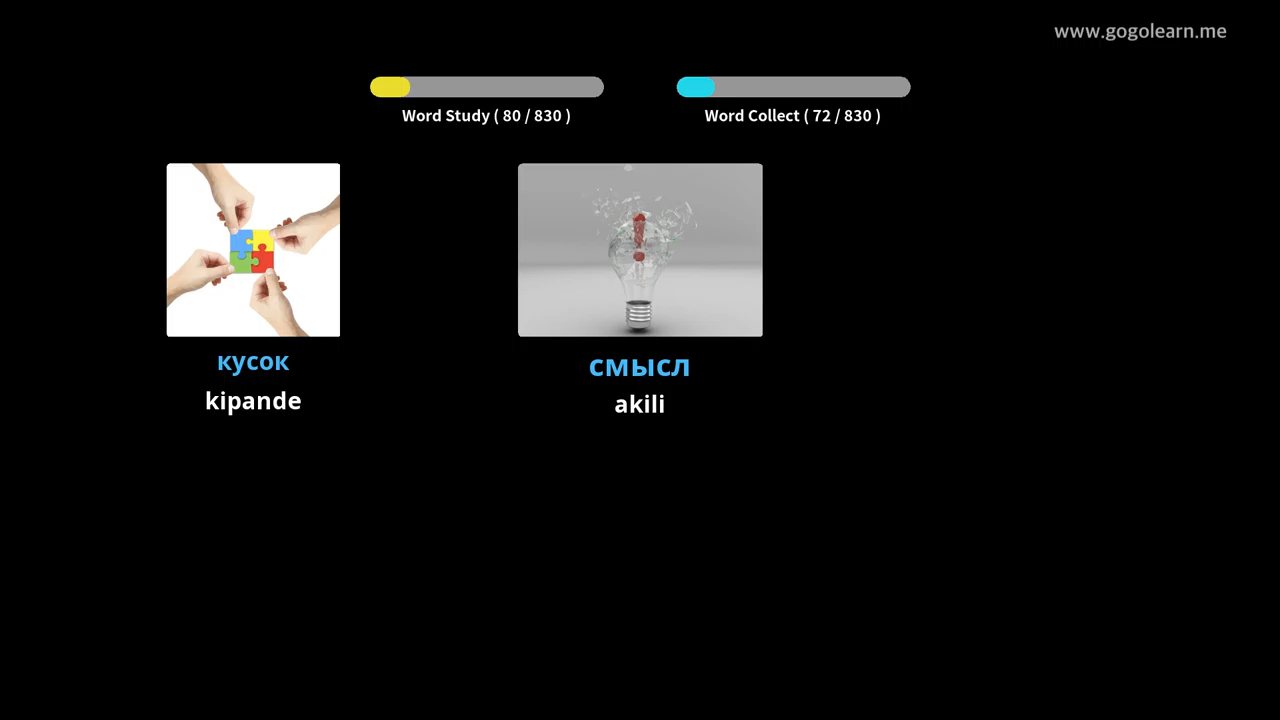 www.gogolearn.me
Word Study ( 80 / 830 )
Word Collect ( 72 / 830 )
кусок
kipande
смысл
akili